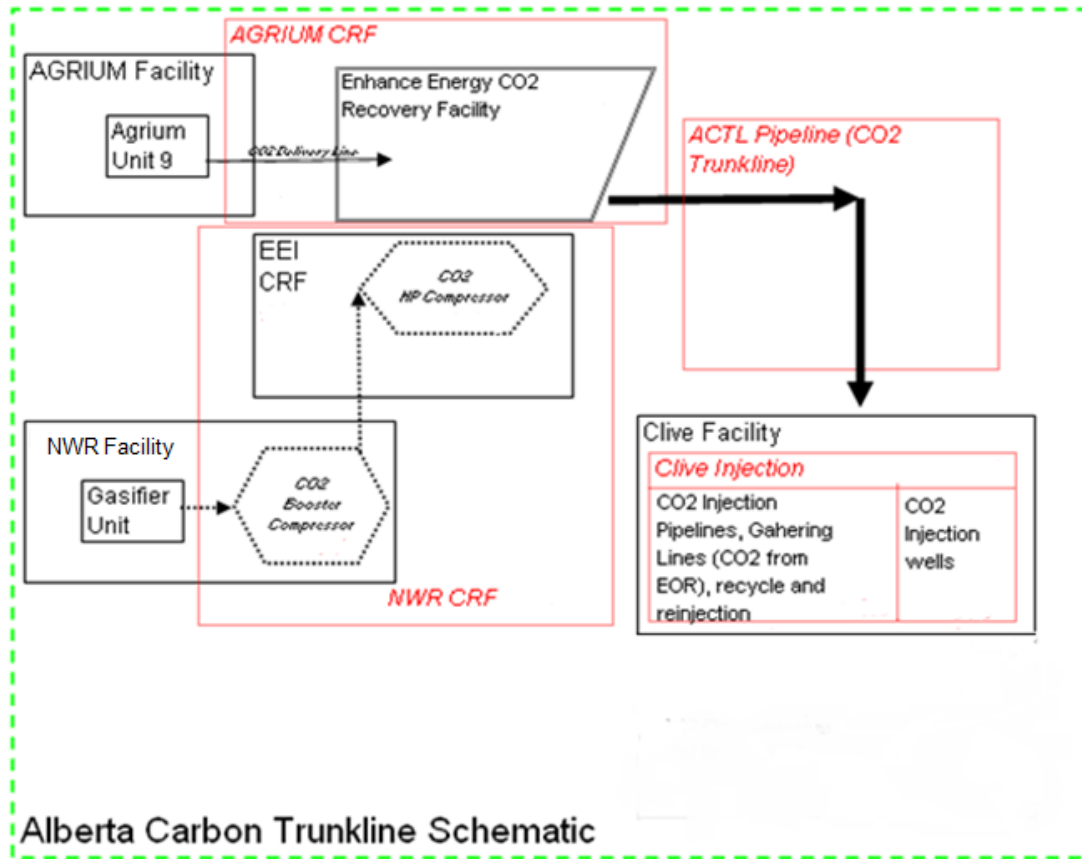 AGRIUM CRF
AGRIUM Facility
Enhance Energy CO2
Recovery Facility
Agrium
Unit 9
CO2 Delivery Line
ACTL Pipeline (CO2
Trunkline)
EEI
CRF
CO2
HP Compressor
NWR Facility
Gasifier
Unit
CO2
Booster
Compressor
NWR CRF
Clive Facility
Clive Injection
CO2 Injection
Pipelines, Gahering
Lines (CO2 from
EOR), recycle and
reinjection
CO2
Injection
wells
Alberta Carbon Trunkline Schematic